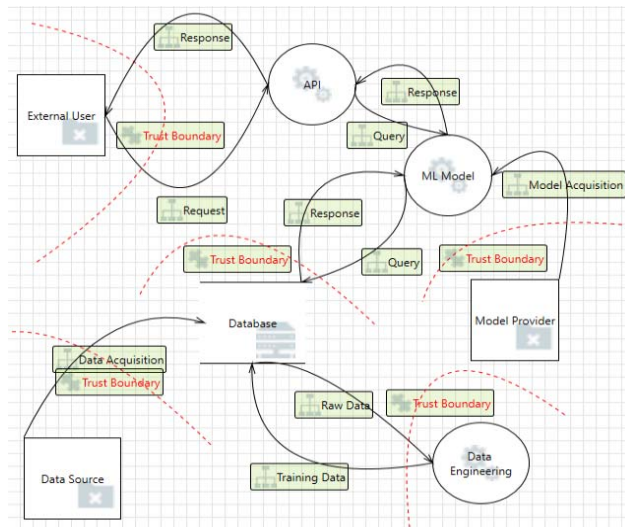 Response
API
External User
Response
Trust Boundary
Query
ML Model
Model Acquisition
Request
Response
Trust Boundary
Query
Trust Boundary
Database
Model Provider
Data Acquisition
Trust Boundary
Raw Data
Trust Boundary
Data
Engineering
Data Source
Training Data